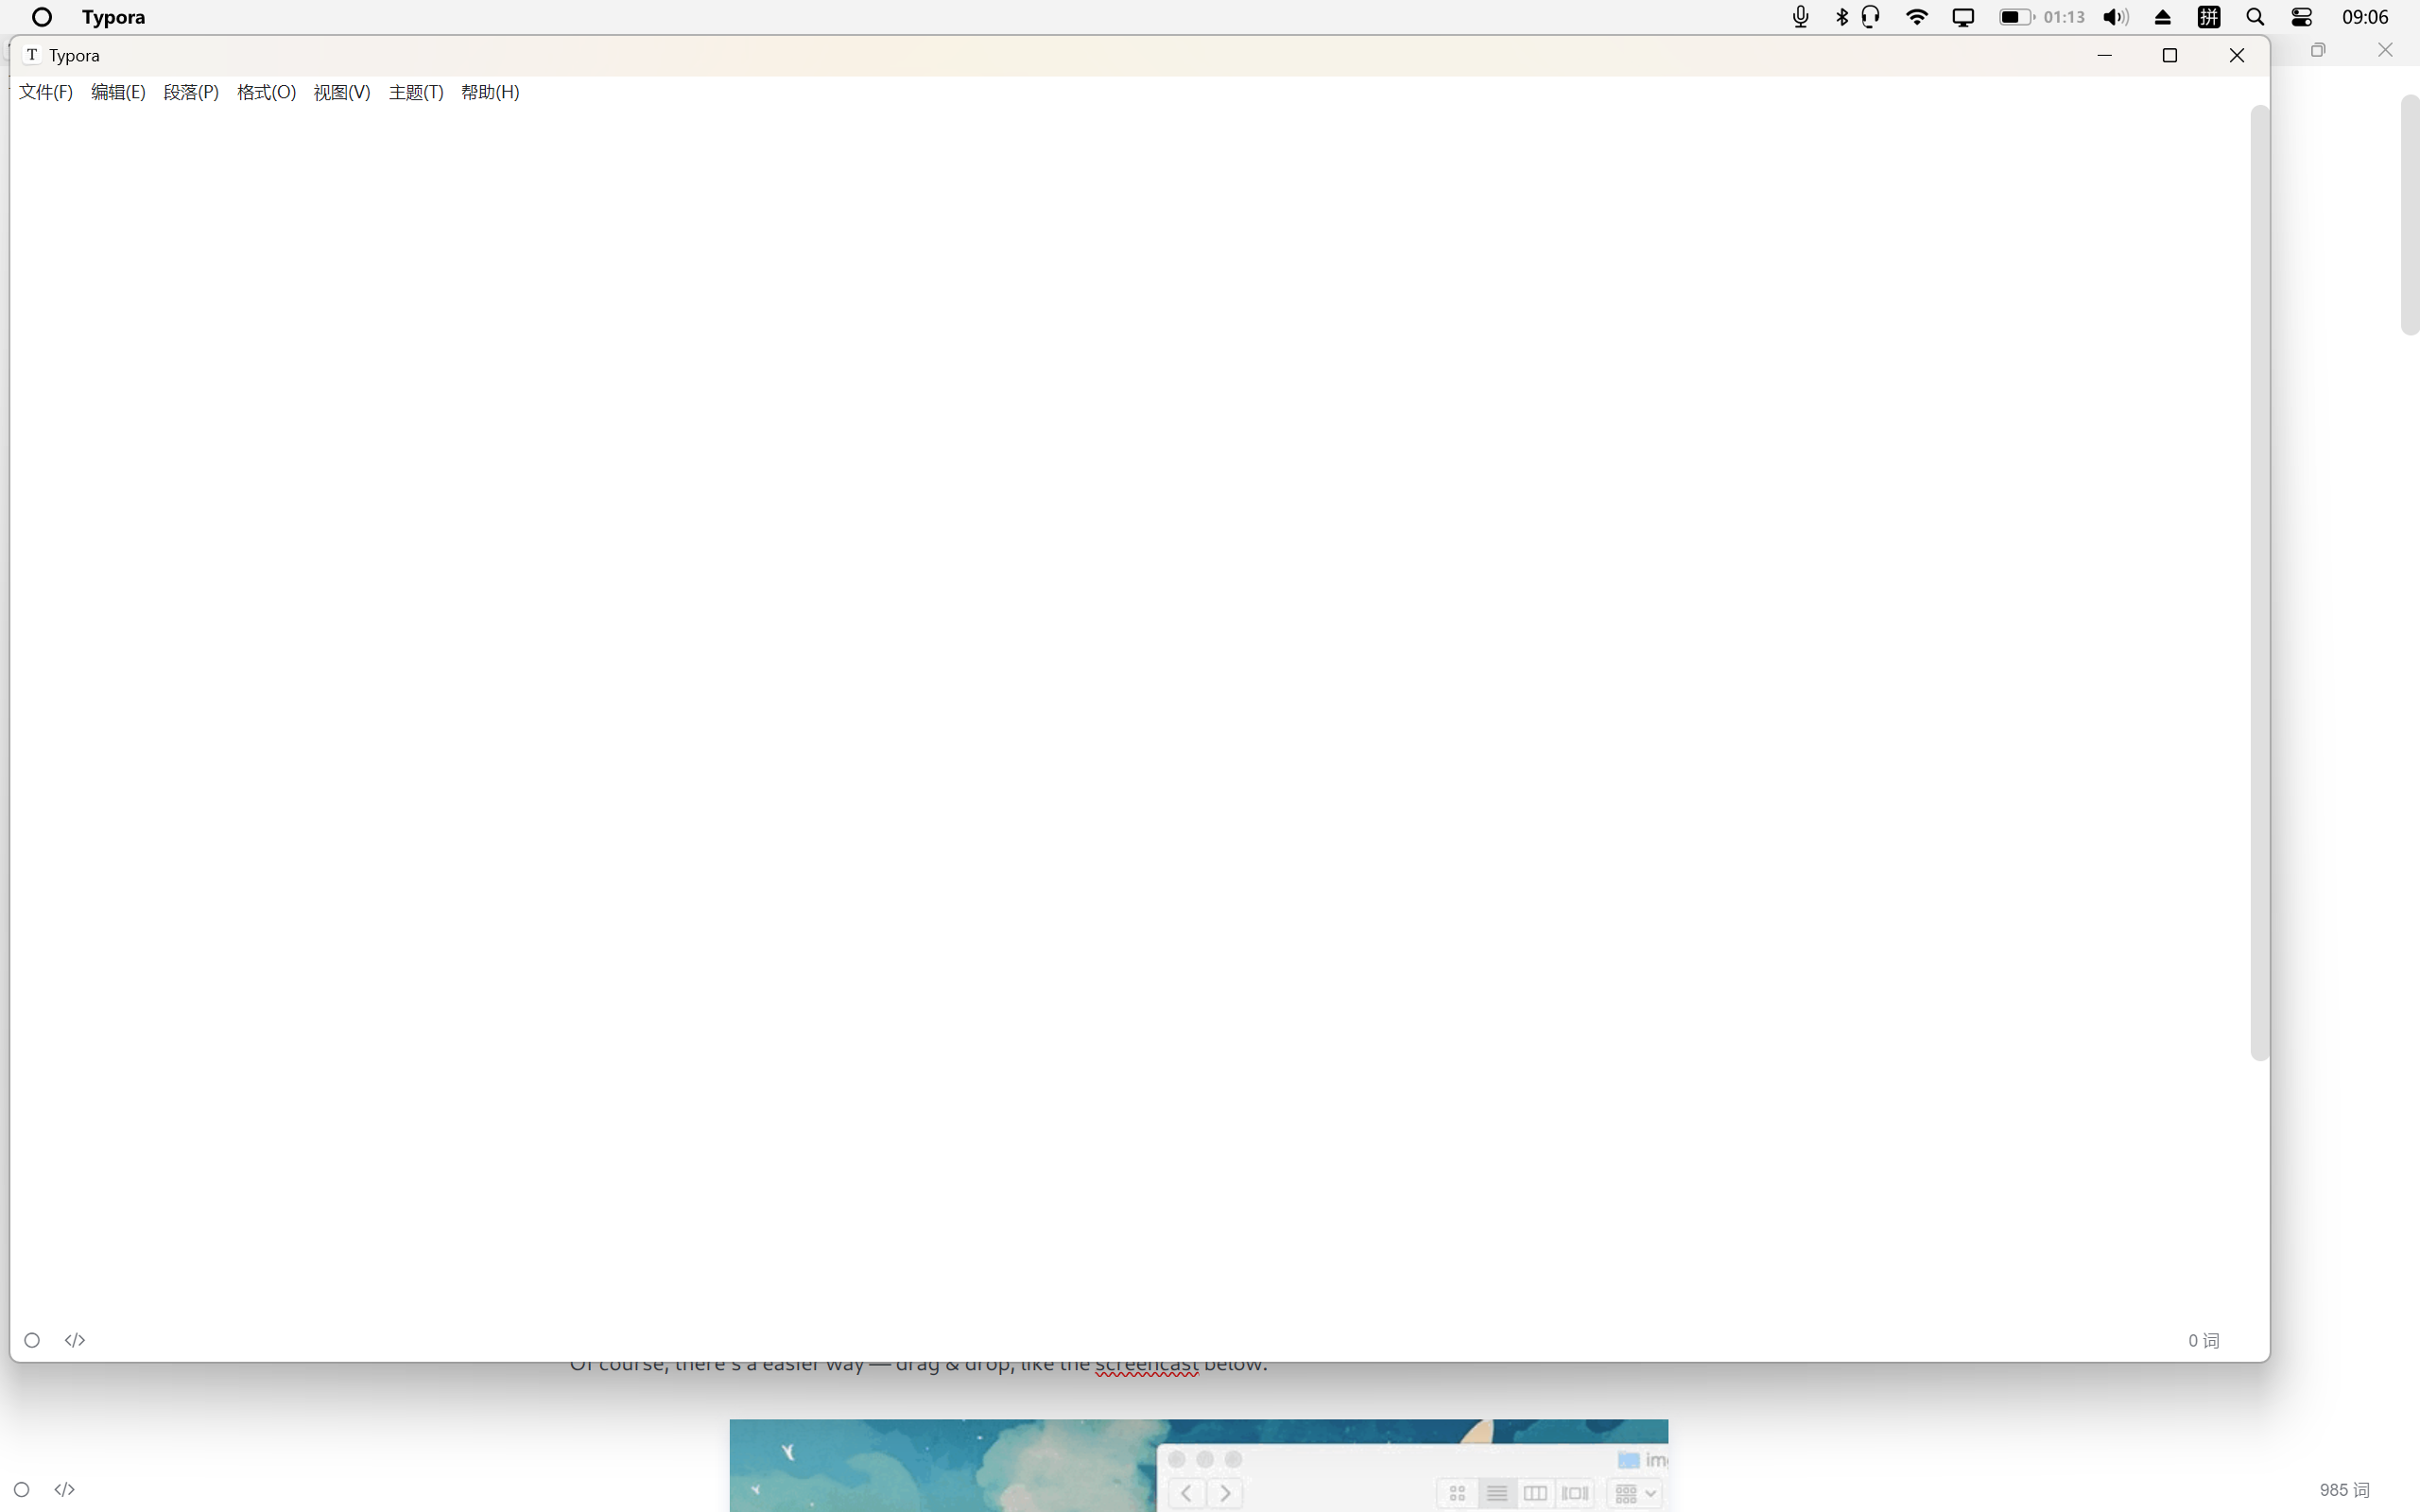 Typora
01:13
拼
09:06
T Typora
文件(F) 编辑(E) 段落(P) 格式(O) 视图(V) 主题(T) 帮助(H)
</> 0 词
Of course, there's a easier way — drag & drop, like the screencast below.
</> 985 词